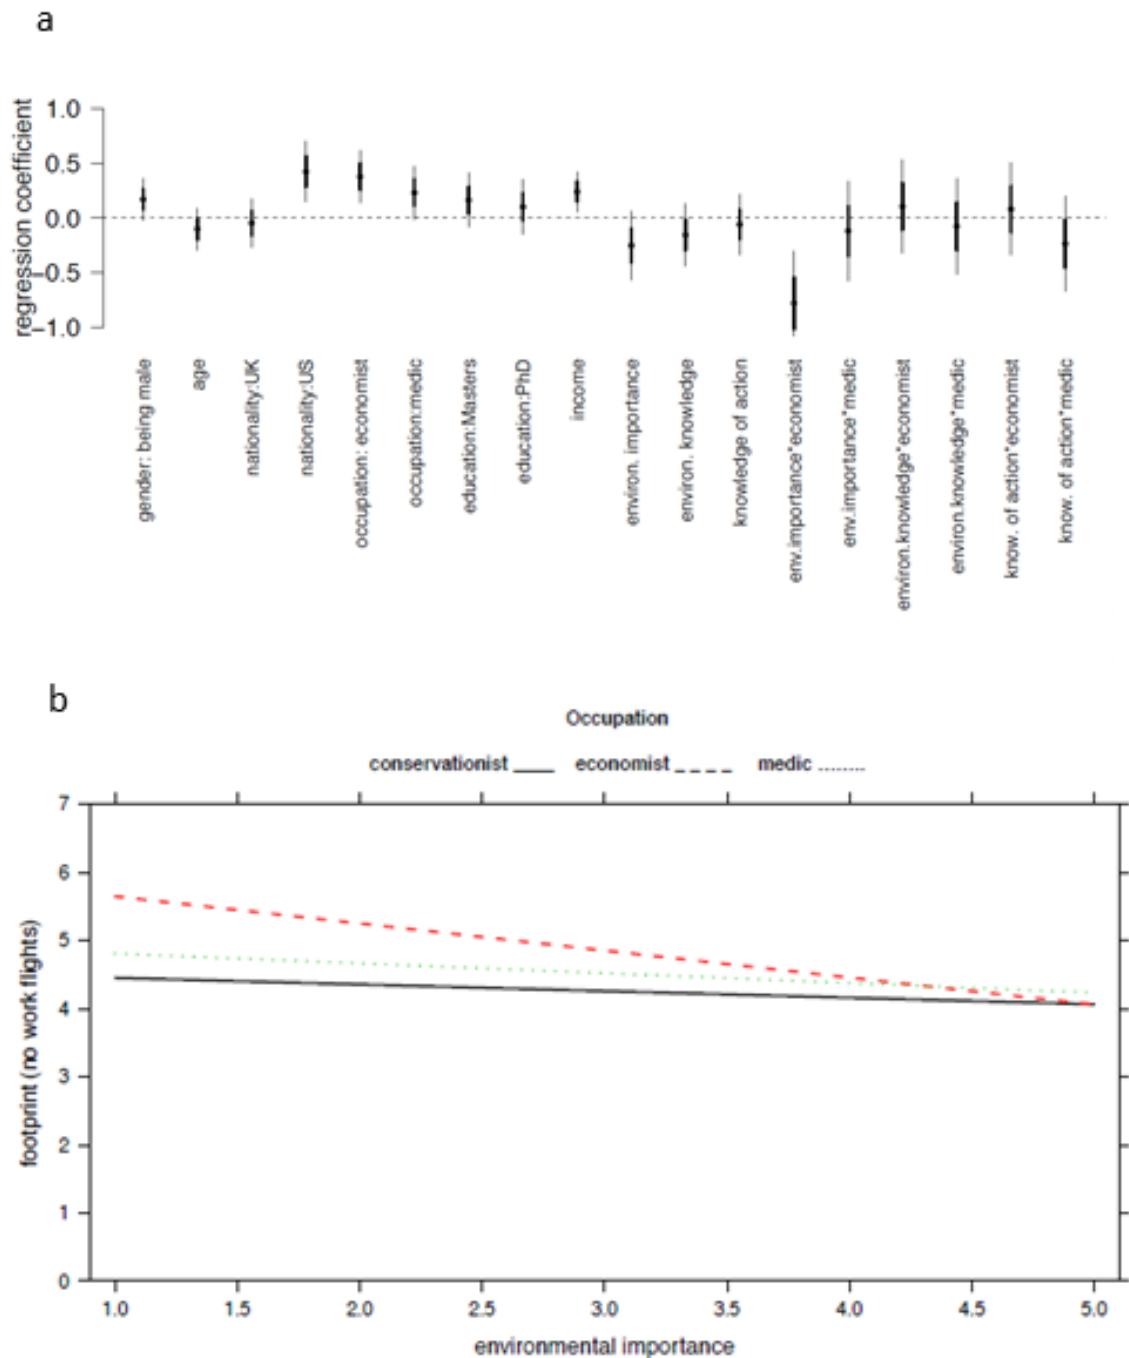 a
regression coefficient
1.0
0.5
0.0
−0.5
−1.0
gender: being male
age
nationality:UK
nationality:US
occupation: economist
occupation:medic
education:Masters
education:PhD
income
environ. importance
environ. knowledge
knowledge of action
env.importance*economist
env.importance*medic
environ.knowledge*economist
environ.knowledge*medic
know. of action*economist
know. of action*medic
b
Occupation
conservationist ____ economist _ _ _ _ medic ........
footprint (no work flights)
7
6
5
4
3
2
1
0
1.0 1.5 2.0 2.5 3.0 3.5 4.0 4.5 5.0
environmental importance